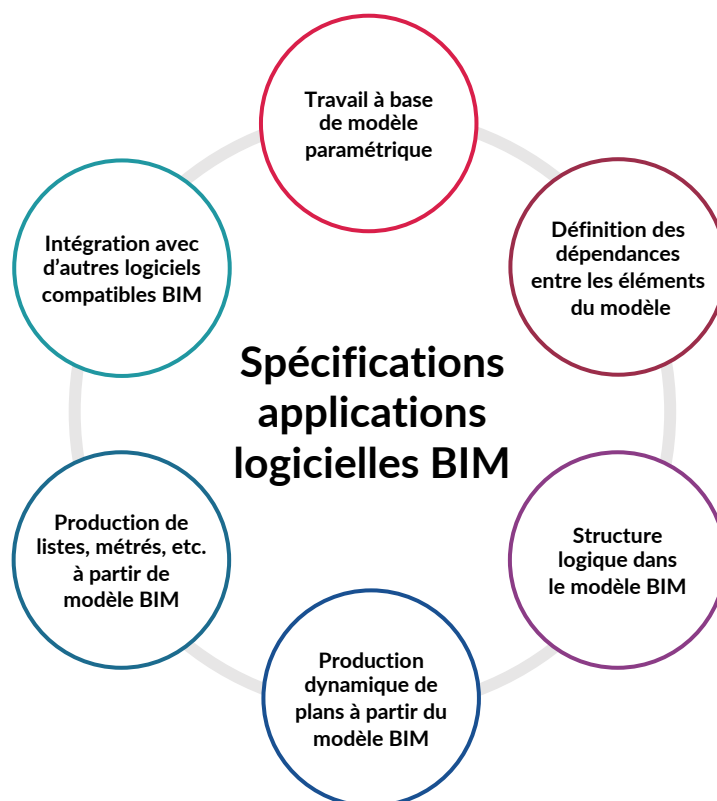 Travail à base
de modèle
paramétrique
Intégration avec
d'autres logiciels
compatibles BIM
Définition des
dépendances
entre les éléments
du modèle
Spécifications
applications
logicielles BIM
Production de
listes, métrés, etc.
à partir de
modèle BIM
Structure
logique dans
le modèle BIM
Production
dynamique de
plans à partir du
modèle BIM